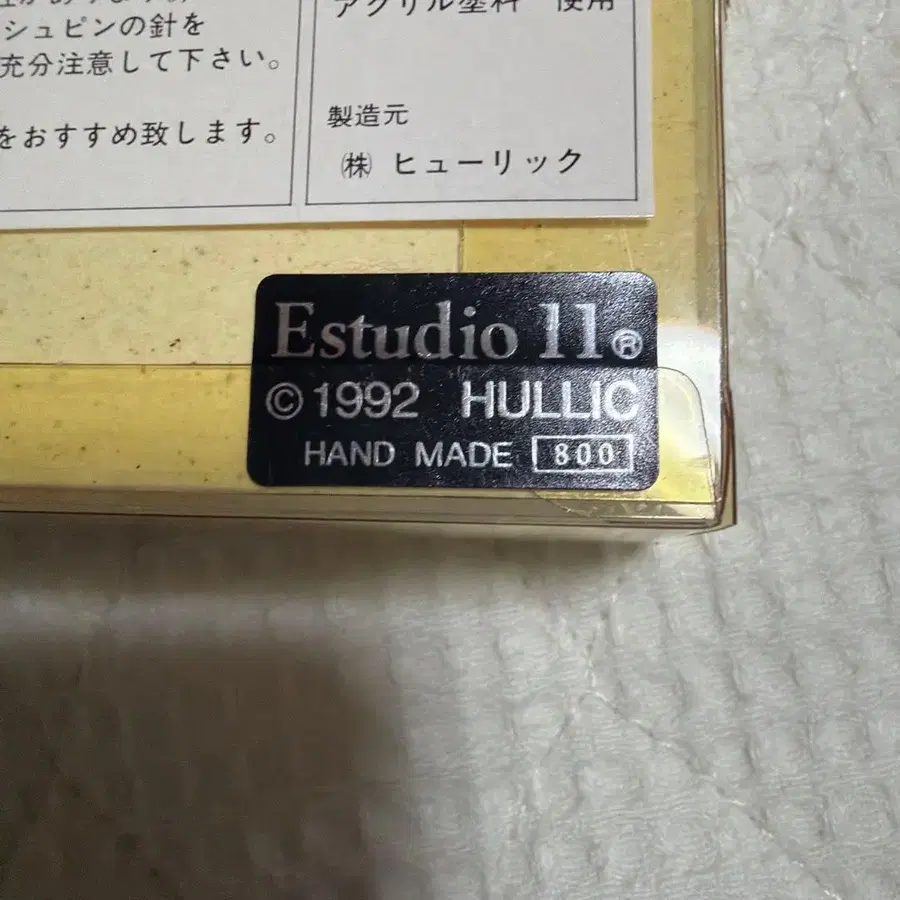 シュピンの針を
充分注意して下さい。
をおすすめ致します。
アクリル塗料 使用
製造元
㈱ ヒューリック
Estudio 11®
© 1992 HULLIC
HAND MADE 800